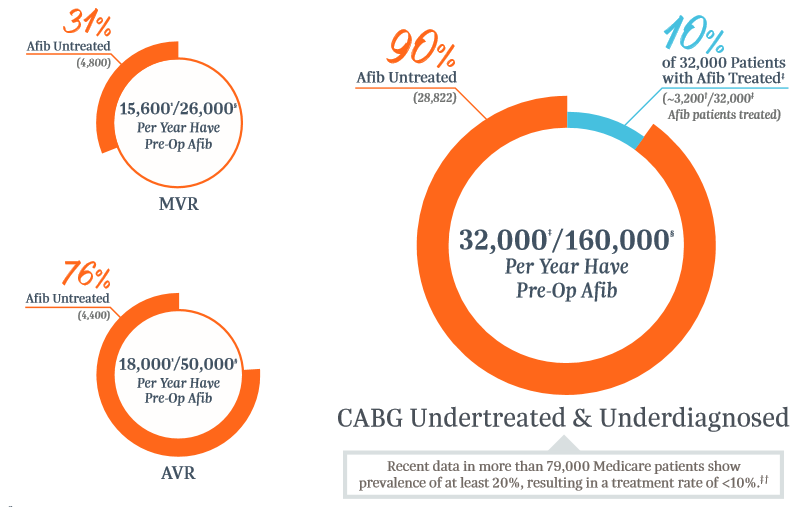 31%
Afib Untreated
(4,800)
15,600†/26,000§
Per Year Have
Pre-Op Afib
MVR
76%
Afib Untreated
(4,400)
18,000†/50,000§
Per Year Have
Pre-Op Afib
AVR
90%
Afib Untreated
(28,822)
10%
of 32,000 Patients
with Afib Treated‡
(~3,200†/32,000‡
Afib patients treated)
32,000‡/160,000§
Per Year Have
Pre-Op Afib
CABG Undertreated & Underdiagnosed
Recent data in more than 79,000 Medicare patients show
prevalence of at least 20%, resulting in a treatment rate of <10%.††